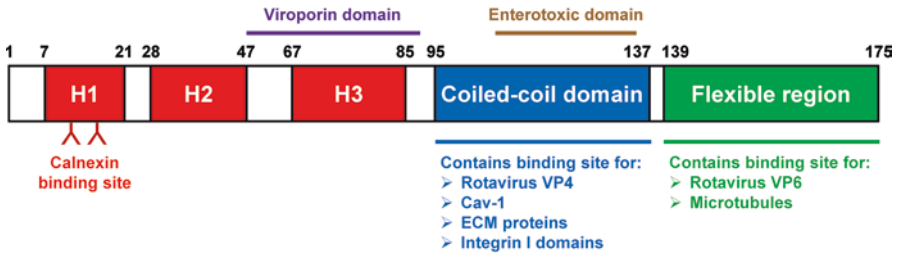 Viroporin domain
Enterotoxic domain
1 7 21 28 47 67 85 95 137 139 175
H1 H2 H3 Coiled-coil domain Flexible region
Calnexin
binding site
Contains binding site for:
➢ Rotavirus VP4
➢ Cav-1
➢ ECM proteins
➢ Integrin I domains
Contains binding site for:
➢ Rotavirus VP6
➢ Microtubules